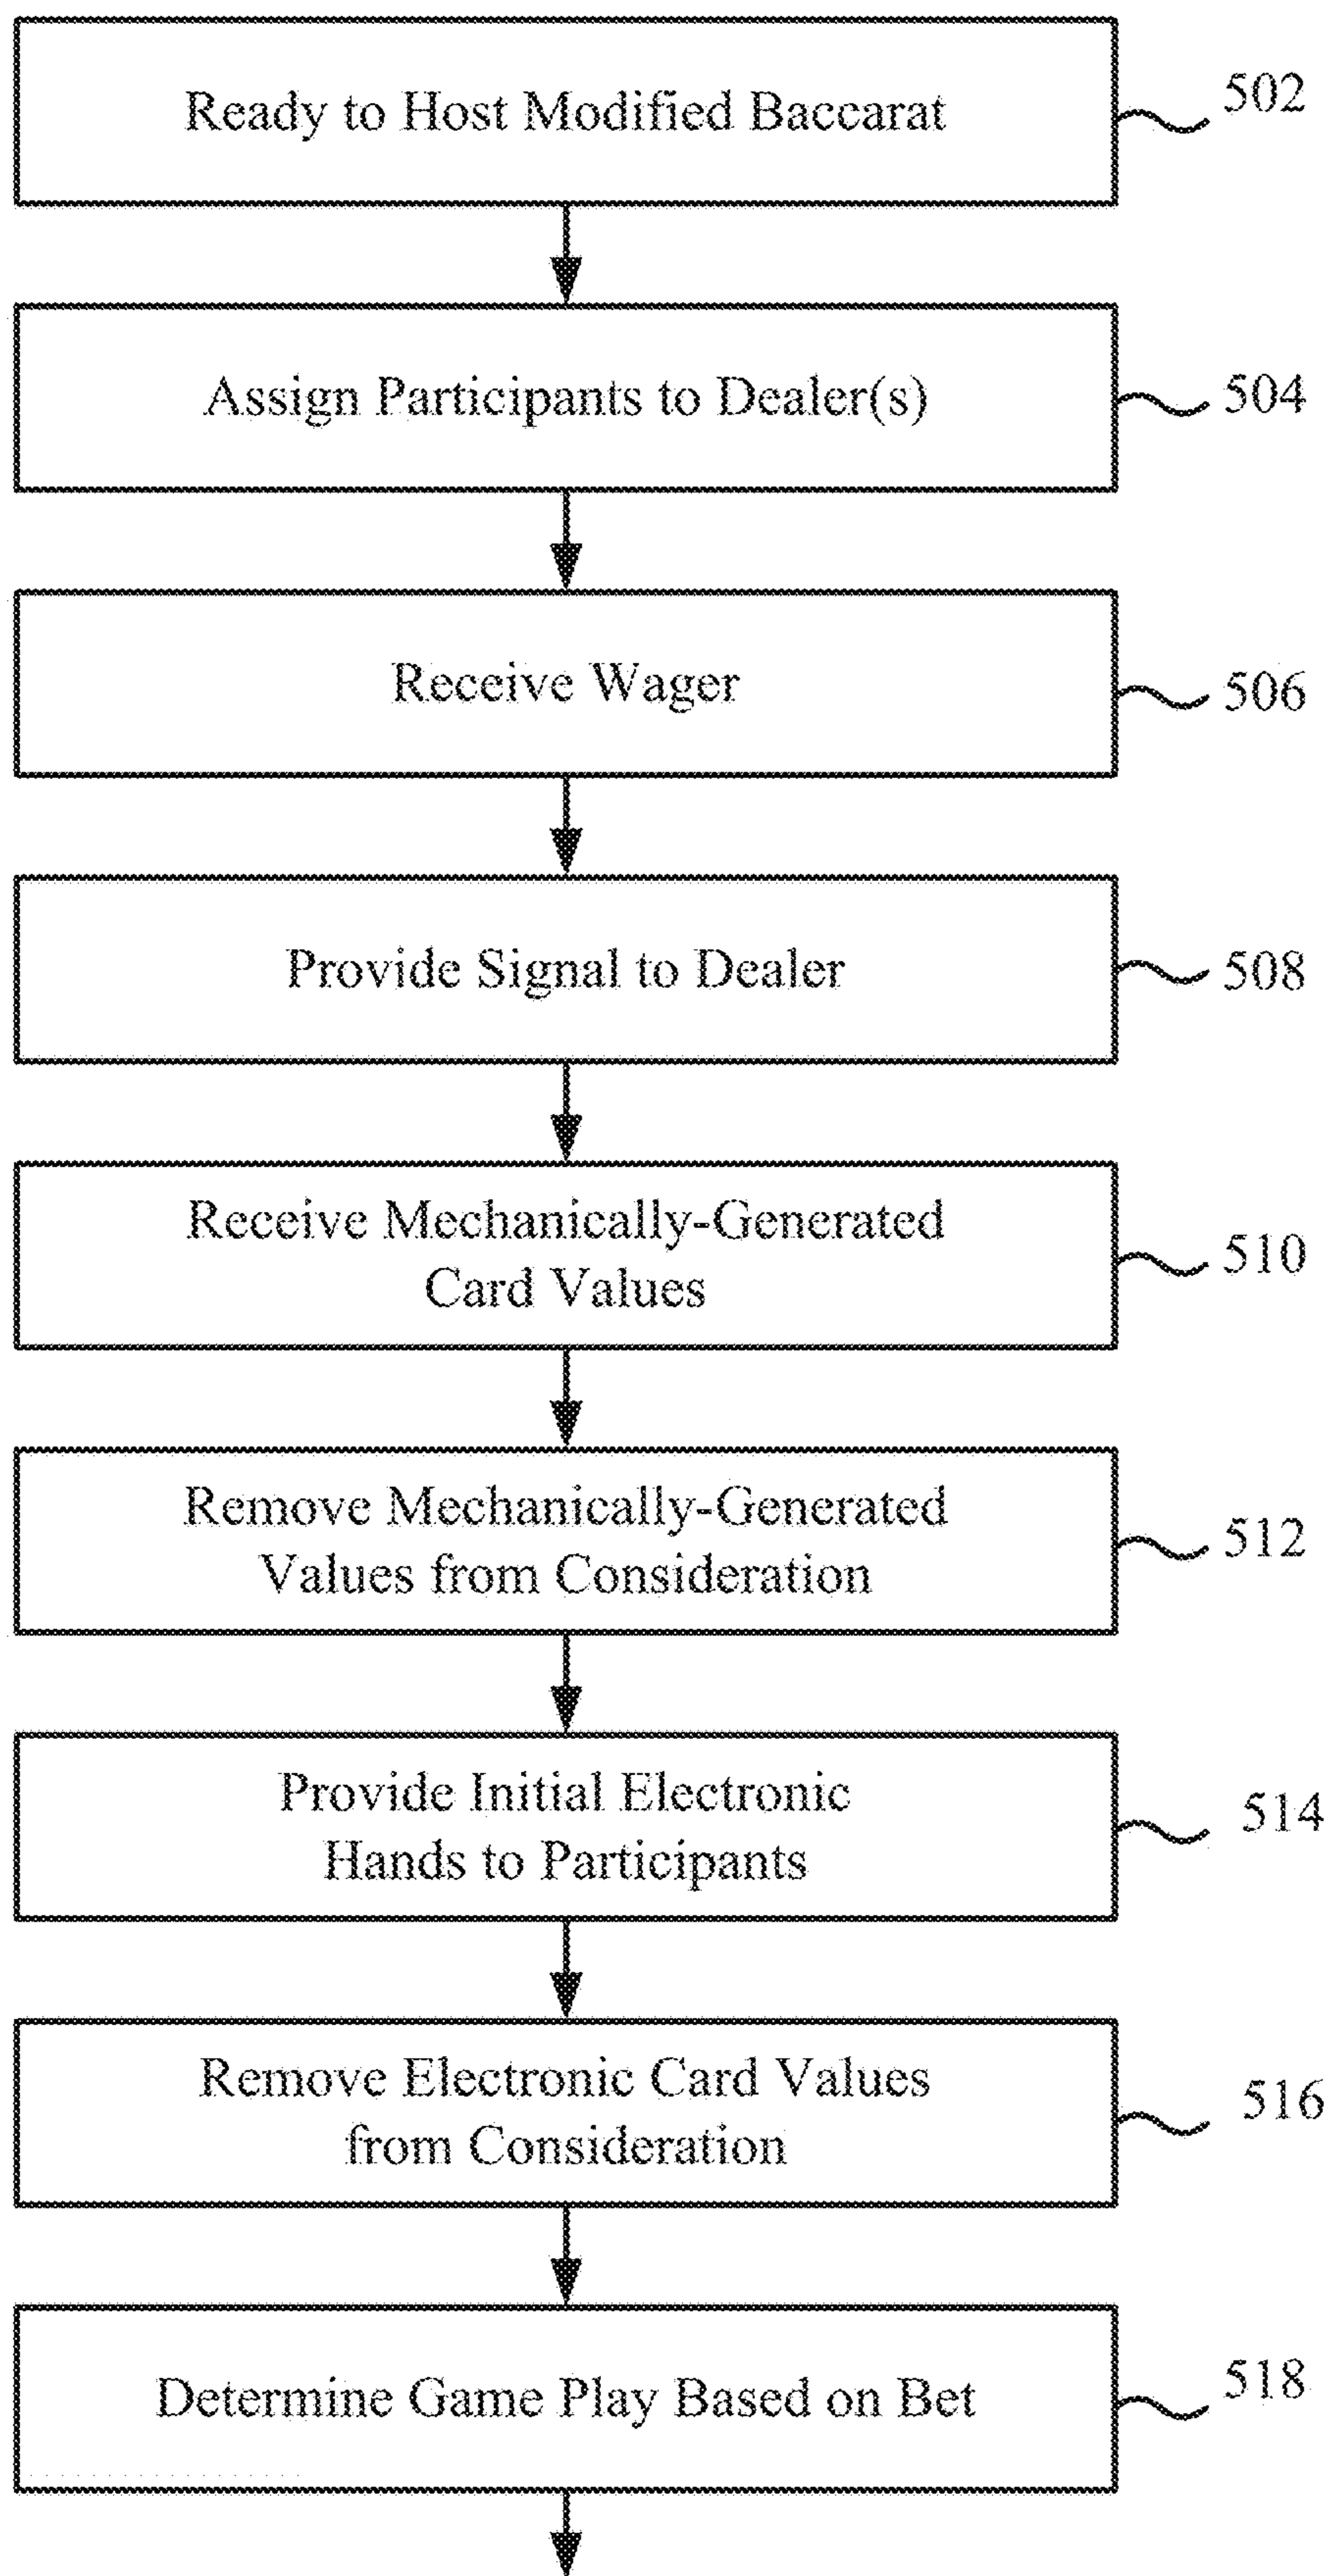 Ready to Host Modified Baccarat
502
Assign Participants to Dealer(s)
504
Receive Wager
506
Provide Signal to Dealer
508
Receive Mechanically-Generated
Card Values
510
Remove Mechanically-Generated
Values from Consideration
512
Provide Initial Electronic
Hands to Participants
514
Remove Electronic Card Values
from Consideration
516
Determine Game Play Based on Bet
518